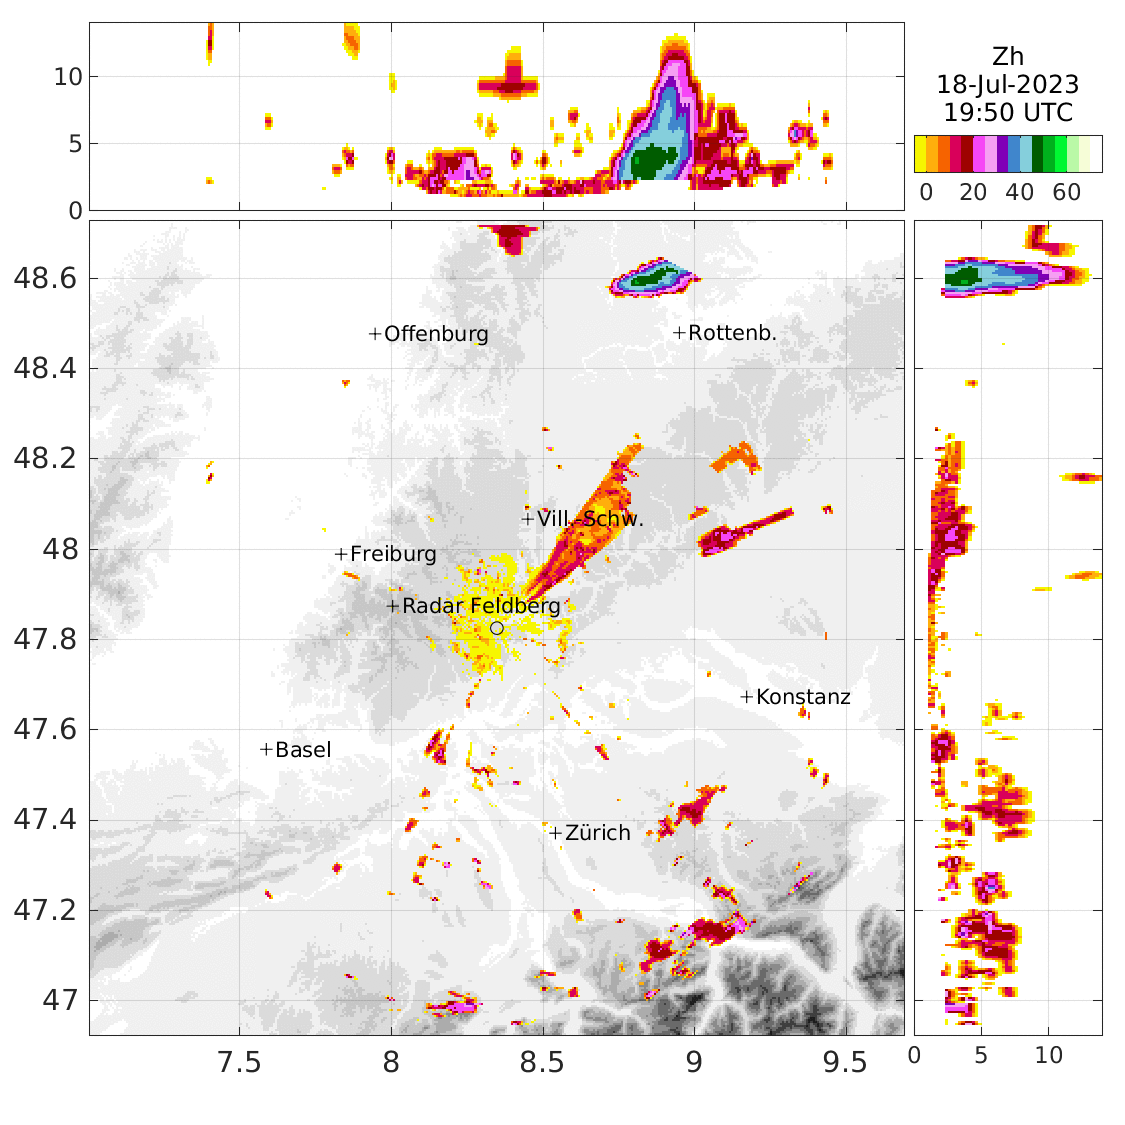 Zh
18-Jul-2023
19:50 UTC
0 20 40 60
10
5
0
48.6
48.4
48.2
48
47.8
47.6
47.4
47.2
47
+Offenburg
+Rottenb.
+Vill.-Schw.
+Freiburg
+Radar Feldberg
+Konstanz
+Basel
+Zürich
7.5 8 8.5 9 9.5
0 5 10